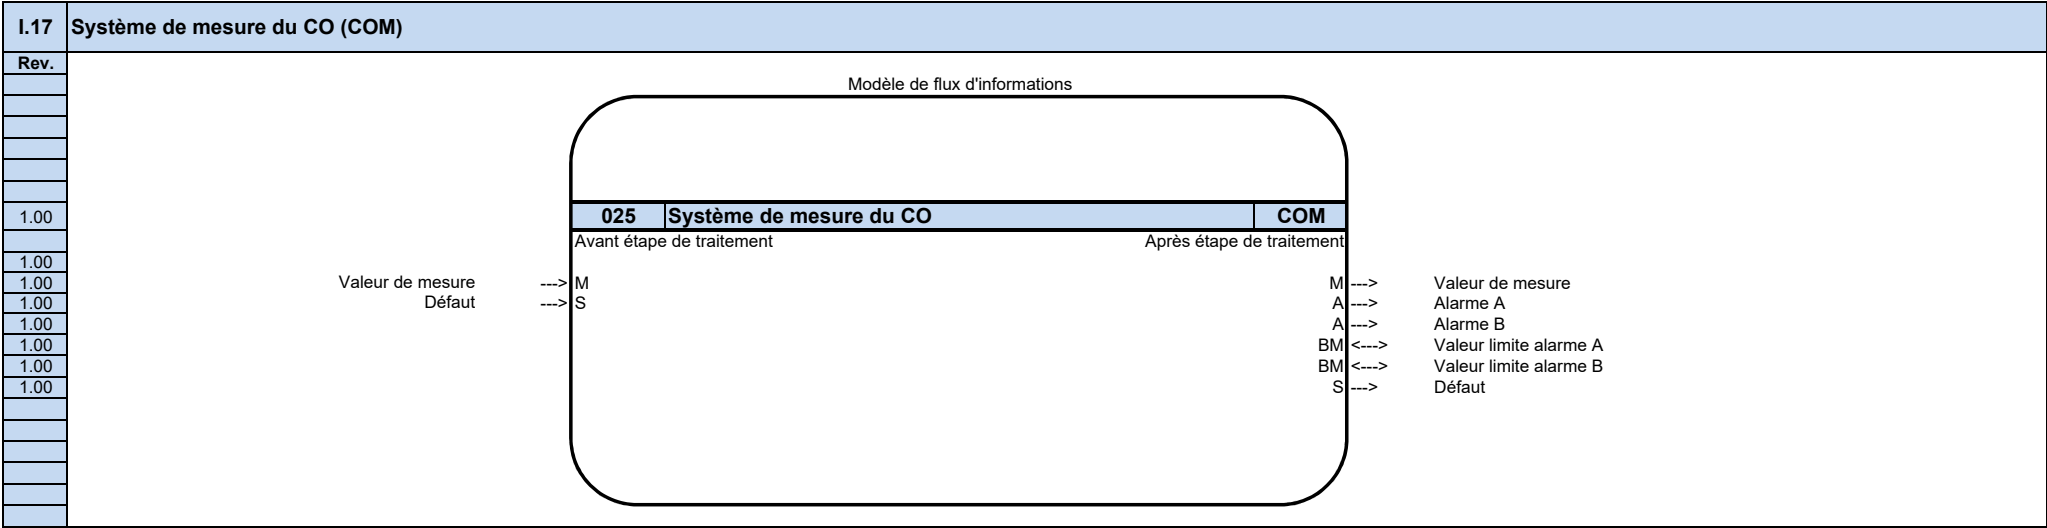 I.17 Système de mesure du CO (COM)
Rev.
Modèle de flux d'informations
1.00 025 Système de mesure du CO COM
Avant étape de traitement Après étape de traitement
1.00
1.00 Valeur de mesure ---> M M ---> Valeur de mesure
1.00 Défaut ---> S A ---> Alarme A
1.00 A ---> Alarme B
1.00 BM <---> Valeur limite alarme A
1.00 BM <---> Valeur limite alarme B
1.00 S ---> Défaut